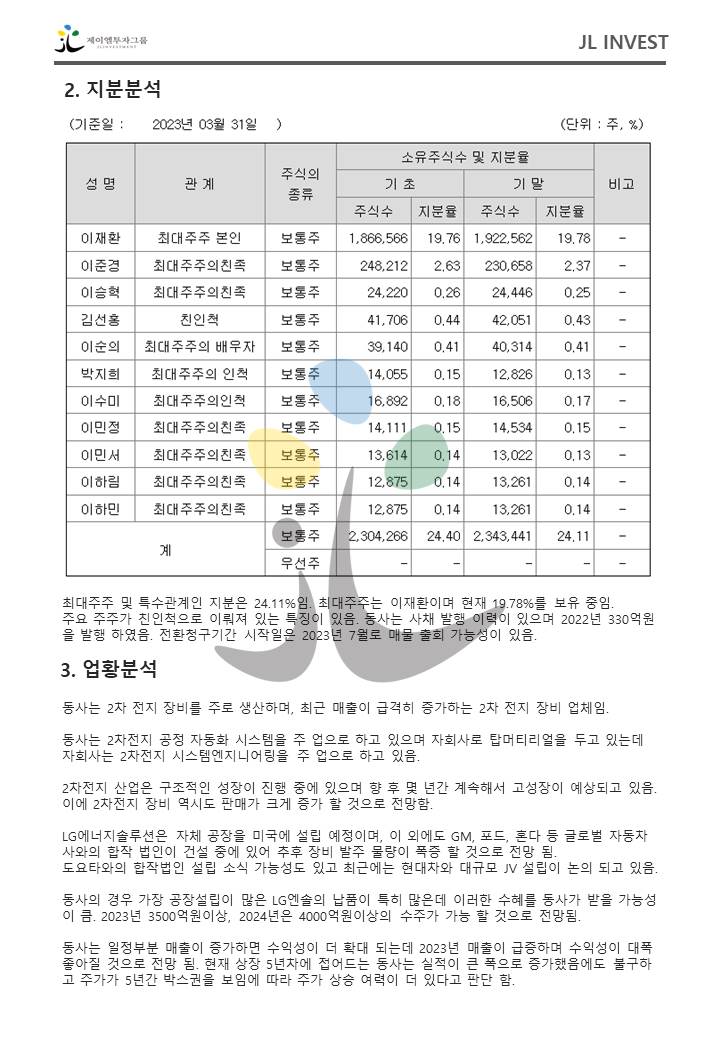 제이엘투자그룹
JLINVESTMENT
JL INVEST
2. 지분분석
(기준일 : 2023년 03월 31일 ) (단위 : 주, %)
성 명 관 계 주식의 종류 소유주식수 및 지분율 비고
기 초 기 말
주식수 지분율 주식수 지분율
이재환 최대주주 본인 보통주 1,866,566 19.76 1,922,562 19.78 -
이준경 최대주주의친족 보통주 248,212 2.63 230,658 2.37 -
이승혁 최대주주의친족 보통주 24,220 0.26 24,446 0.25 -
김선홍 친인척 보통주 41,706 0.44 42,051 0.43 -
이순의 최대주주의 배우자 보통주 39,140 0.41 40,314 0.41 -
박지희 최대주주의 인척 보통주 14,055 0.15 12,826 0.13 -
이수미 최대주주의인척 보통주 16,892 0.18 16,506 0.17 -
이민정 최대주주의친족 보통주 14,111 0.15 14,534 0.15 -
이민서 최대주주의친족 보통주 13,614 0.14 13,022 0.13 -
이하림 최대주주의친족 보통주 12,875 0.14 13,261 0.14 -
이하민 최대주주의친족 보통주 12,875 0.14 13,261 0.14 -
계 보통주 2,304,266 24.40 2,343,441 24.11 -
우선주 - - - - -
최대주주 및 특수관계인 지분은 24.11%임. 최대주주는 이재환이며 현재 19.78%를 보유 중임.
주요 주주가 친인척으로 이뤄져 있는 특징이 있음. 동사는 사채 발행 이력이 있으며 2022년 330억원
을 발행 하였음. 전환청구기간 시작일은 2023년 7월로 매물 출회 가능성이 있음.
3. 업황분석
동사는 2차 전지 장비를 주로 생산하며, 최근 매출이 급격히 증가하는 2차 전지 장비 업체임.
동사는 2차전지 공정 자동화 시스템을 주 업으로 하고 있으며 자회사로 탑머티리얼을 두고 있는데
자회사는 2차전지 시스템엔지니어링을 주 업으로 하고 있음.
2차전지 산업은 구조적인 성장이 진행 중에 있으며 향 후 몇 년간 계속해서 고성장이 예상되고 있음.
이에 2차전지 장비 역시도 판매가 크게 증가 할 것으로 전망함.
LG에너지솔루션은 자체 공장을 미국에 설립 예정이며, 이 외에도 GM, 포드, 혼다 등 글로벌 자동차
사와의 합작 법인이 건설 중에 있어 추후 장비 발주 물량이 폭증 할 것으로 전망 됨.
도요타와의 합작법인 설립 소식 가능성도 있고 최근에는 현대차와 대규모 JV 설립이 논의 되고 있음.
동사의 경우 가장 공장설립이 많은 LG엔솔의 납품이 특히 많은데 이러한 수혜를 동사가 받을 가능성
이 큼. 2023년 3500억원이상, 2024년은 4000억원이상의 수주가 가능 할 것으로 전망됨.
동사는 일정부분 매출이 증가하면 수익성이 더 확대 되는데 2023년 매출이 급증하며 수익성이 대폭
좋아질 것으로 전망 됨. 현재 상장 5년차에 접어드는 동사는 실적이 큰 폭으로 증가했음에도 불구하
고 주가가 5년간 박스권을 보임에 따라 주가 상승 여력이 더 있다고 판단 함.